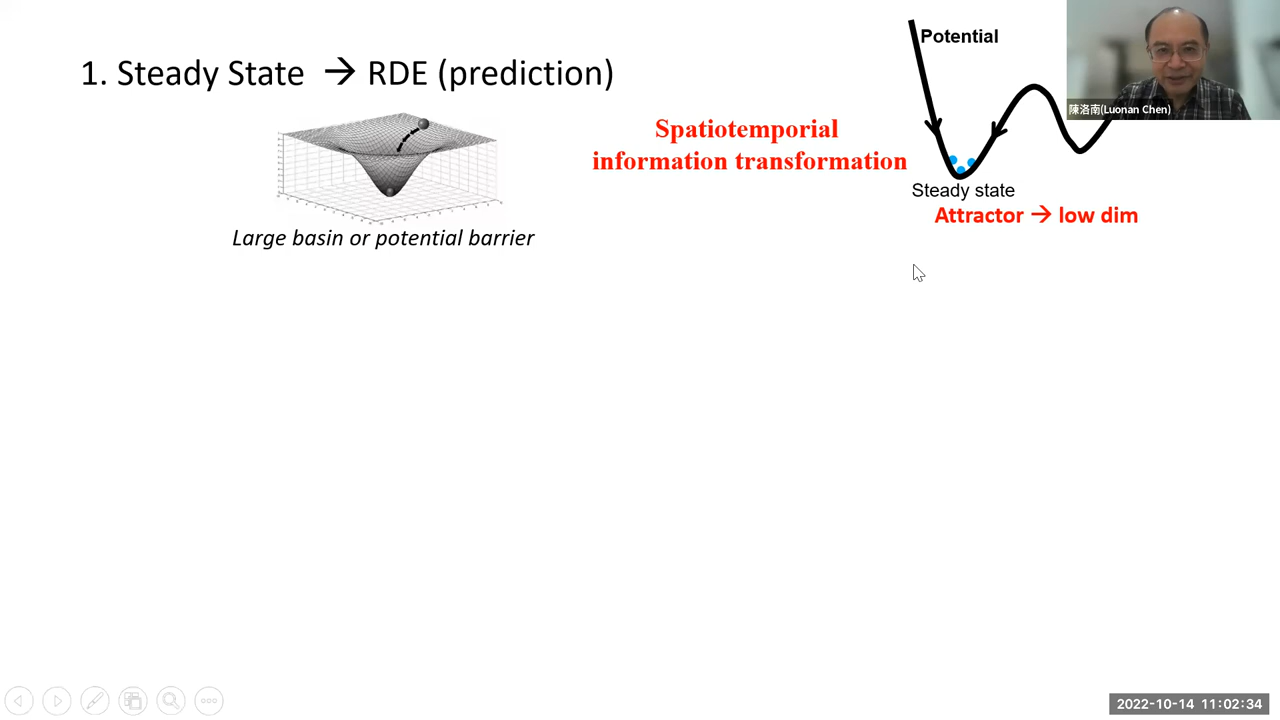 1. Steady State → RDE (prediction)
Potential
陳洛南(Luonan Chen)
Spatiotemporial
information transformation
Steady state
Attractor → low dim
Large basin or potential barrier
2022-10-14 11:02:34